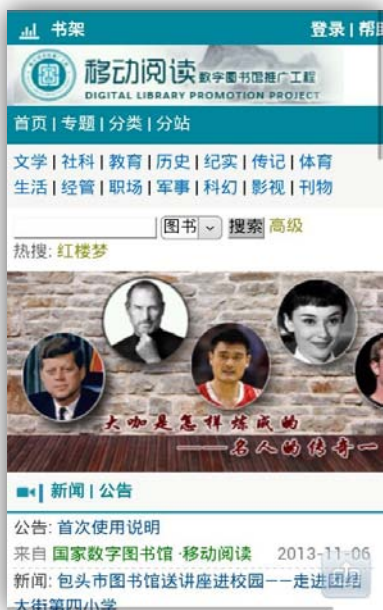 书架 登录 | 帮助
移动阅读 数字图书馆推广工程
DIGITAL LIBRARY PROMOTION PROJECT
首页 | 专题 | 分类 | 分站
文学 | 社科 | 教育 | 历史 | 纪实 | 传记 | 体育
生活 | 经管 | 职场 | 军事 | 科幻 | 影视 | 刊物
图书 搜索 高级
热搜: 红楼梦
大咖是怎样炼成的
——名人的传奇一
新闻 | 公告
公告: 首次使用说明
来自 国家数字图书馆 ·移动阅读 2013-11-06
新闻: 包头市图书馆送讲座进校园——走进团结
大街第四小学